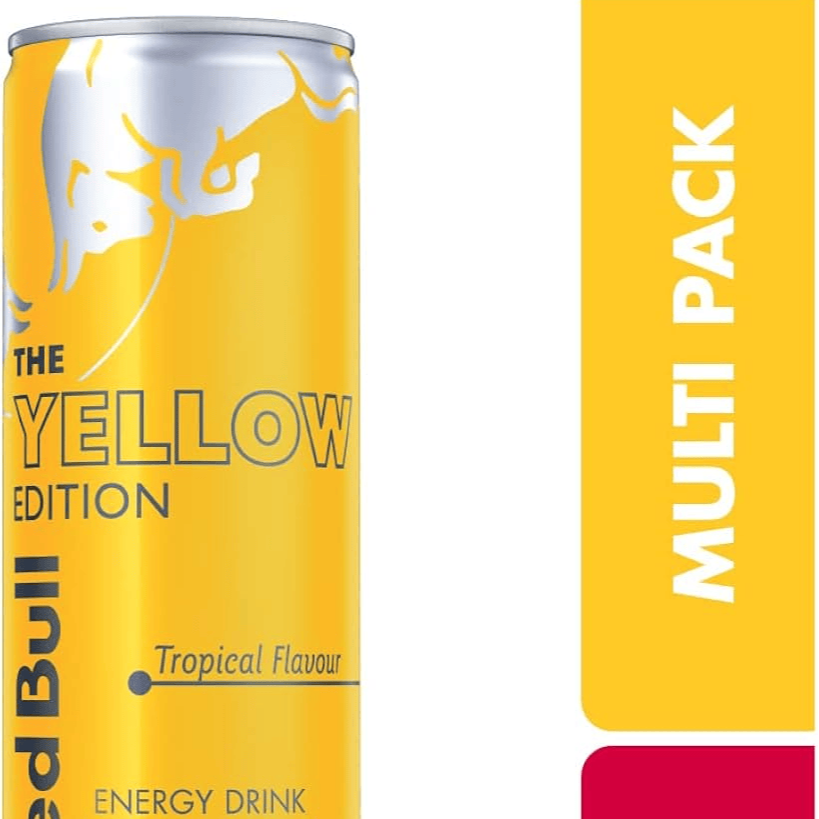 THE
YELLOW
EDITION
ed Bull
Tropical Flavour
ENERGY DRINK
MULTI PACK